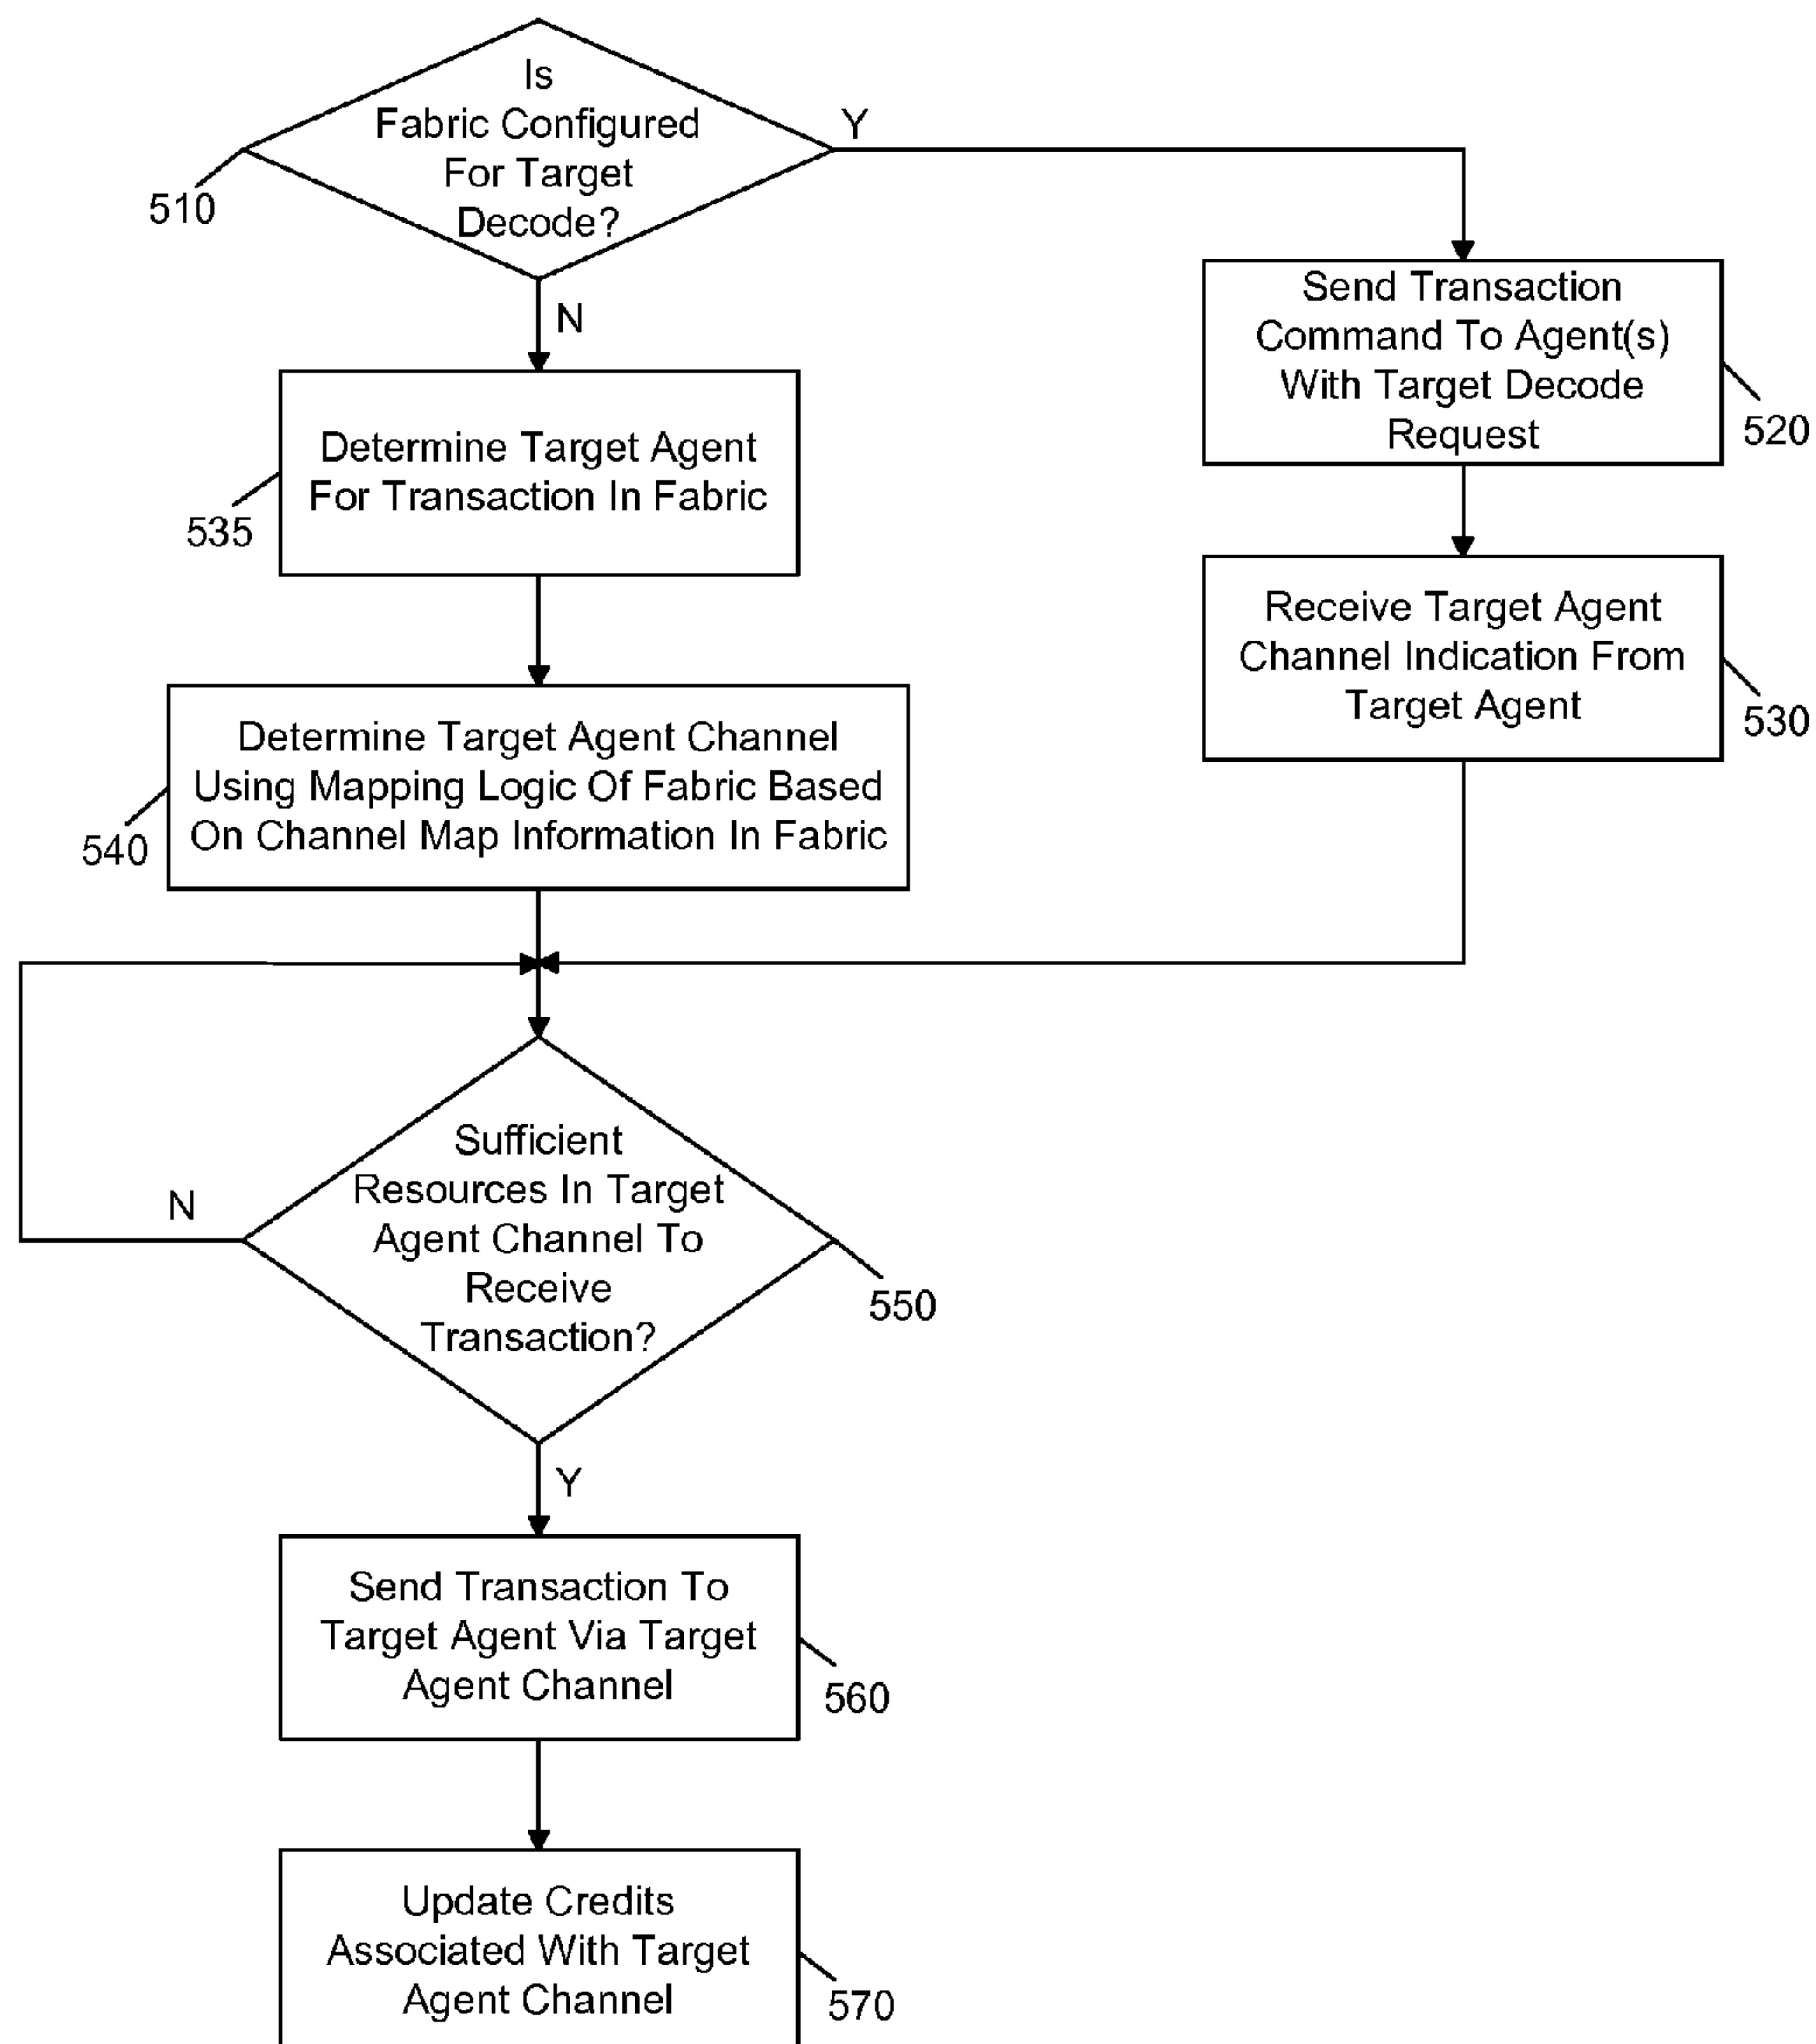 Is
Fabric Configured
For Target
Decode?
Y
510
N
Send Transaction
Command To Agent(s)
With Target Decode
Request
520
Determine Target Agent
For Transaction In Fabric
535
Receive Target Agent
Channel Indication From
Target Agent
530
Determine Target Agent Channel
Using Mapping Logic Of Fabric Based
On Channel Map Information In Fabric
540
Sufficient
Resources In Target
Agent Channel To
Receive
Transaction?
N
550
Y
Send Transaction To
Target Agent Via Target
Agent Channel
560
Update Credits
Associated With Target
Agent Channel
570